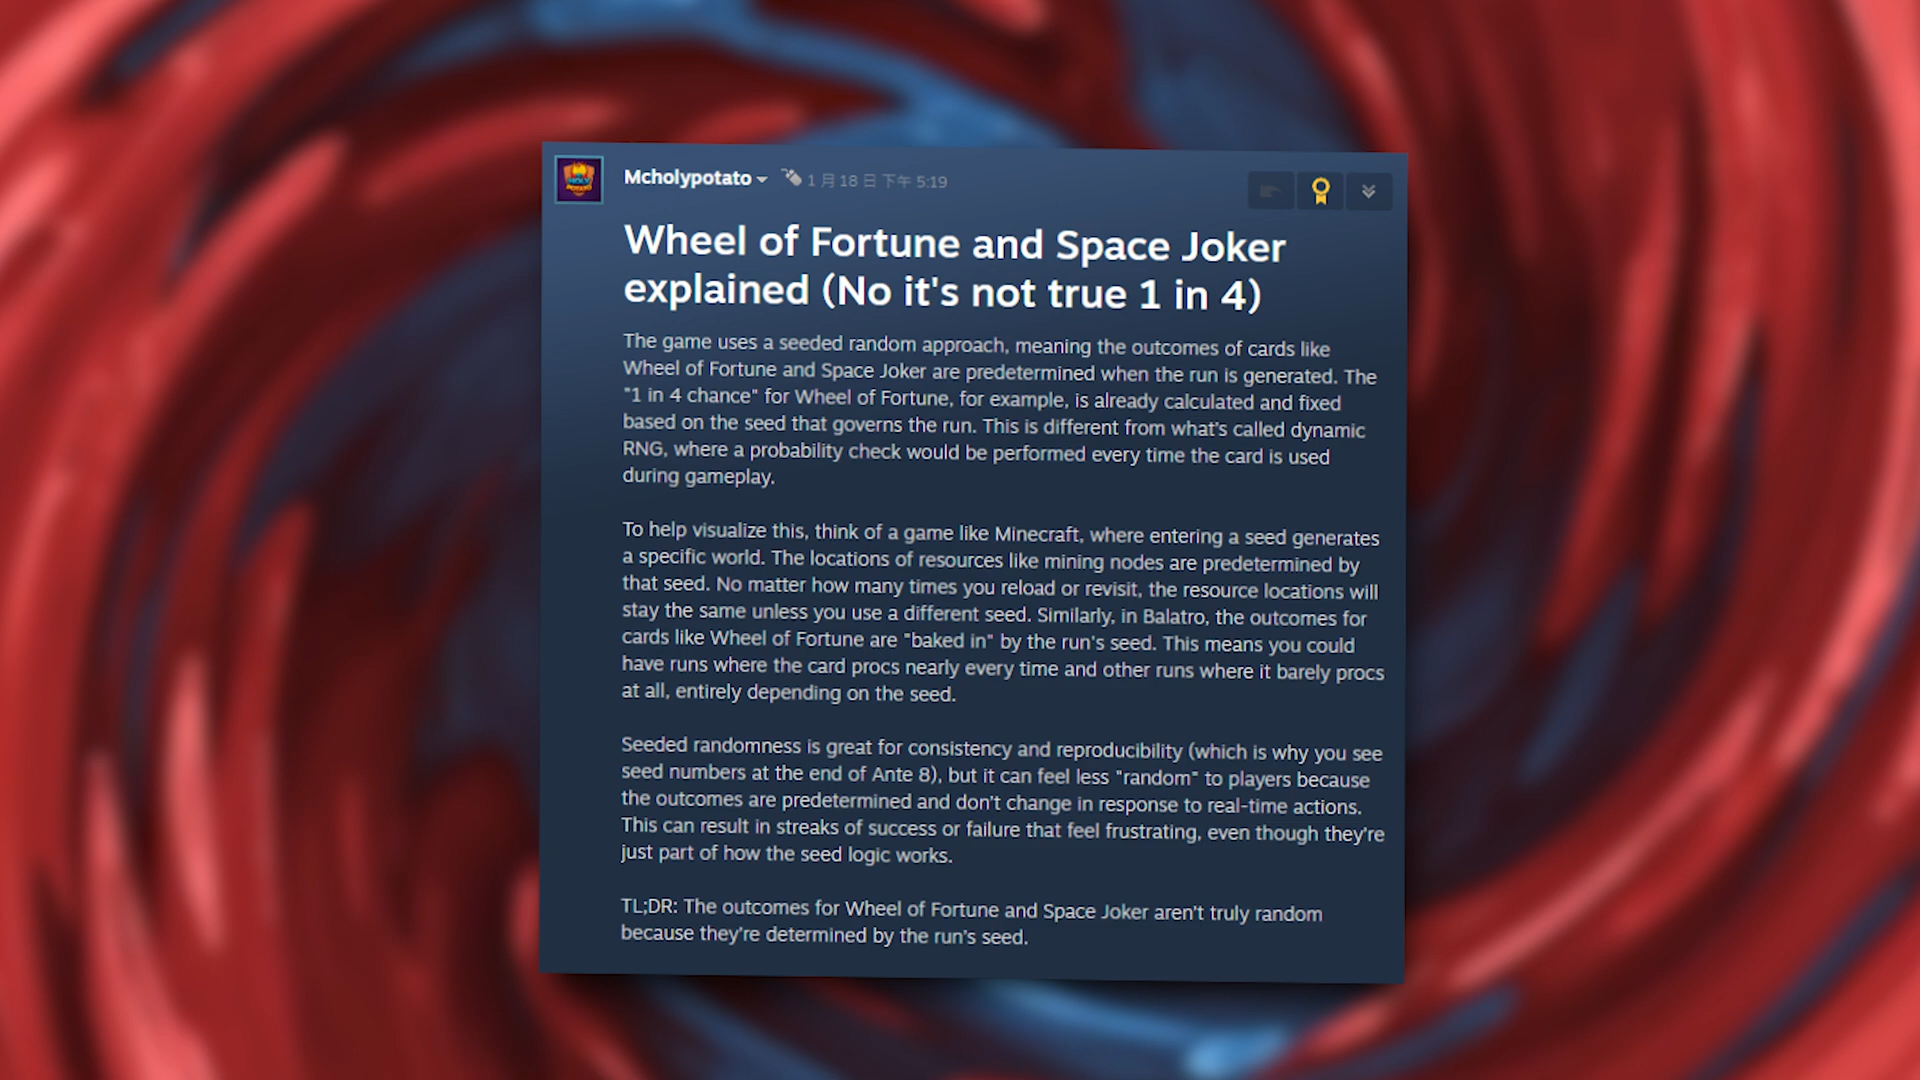 Mcholypotato
1 月 18 日 下午 5:19
Wheel of Fortune and Space Joker
explained (No it's not true 1 in 4)
The game uses a seeded random approach, meaning the outcomes of cards like
Wheel of Fortune and Space Joker are predetermined when the run is generated. The
"1 in 4 chance" for Wheel of Fortune, for example, is already calculated and fixed
based on the seed that governs the run. This is different from what's called dynamic
RNG, where a probability check would be performed every time the card is used
during gameplay.
To help visualize this, think of a game like Minecraft, where entering a seed generates
a specific world. The locations of resources like mining nodes are predetermined by
that seed. No matter how many times you reload or revisit, the resource locations will
stay the same unless you use a different seed. Similarly, in Balatro, the outcomes for
cards like Wheel of Fortune are "baked in" by the run's seed. This means you could
have runs where the card procs nearly every time and other runs where it barely procs
at all, entirely depending on the seed.
Seeded randomness is great for consistency and reproducibility (which is why you see
seed numbers at the end of Ante 8), but it can feel less "random" to players because
the outcomes are predetermined and don't change in response to real-time actions.
This can result in streaks of success or failure that feel frustrating, even though they're
just part of how the seed logic works.
TL;DR: The outcomes for Wheel of Fortune and Space Joker aren't truly random
because they're determined by the run's seed.